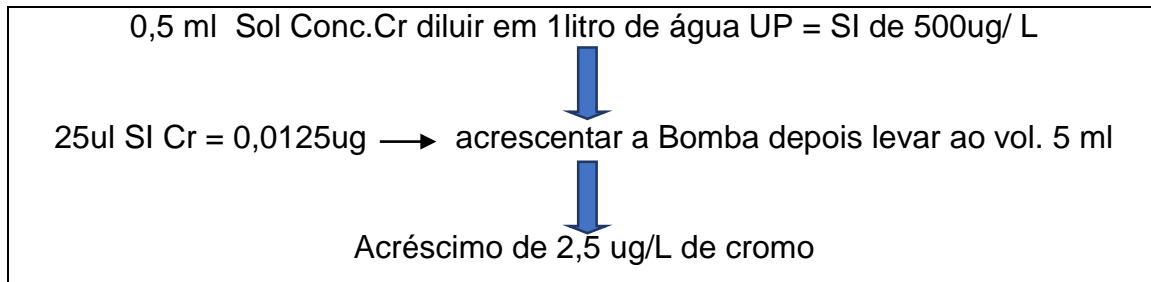 0,5 ml  Sol Conc.Cr diluir em 1litro de água UP = SI de 500ug/ L
25ul SI Cr = 0,0125ug → acrescentar a Bomba depois levar ao vol. 5 ml
Acréscimo de 2,5 ug/L de cromo